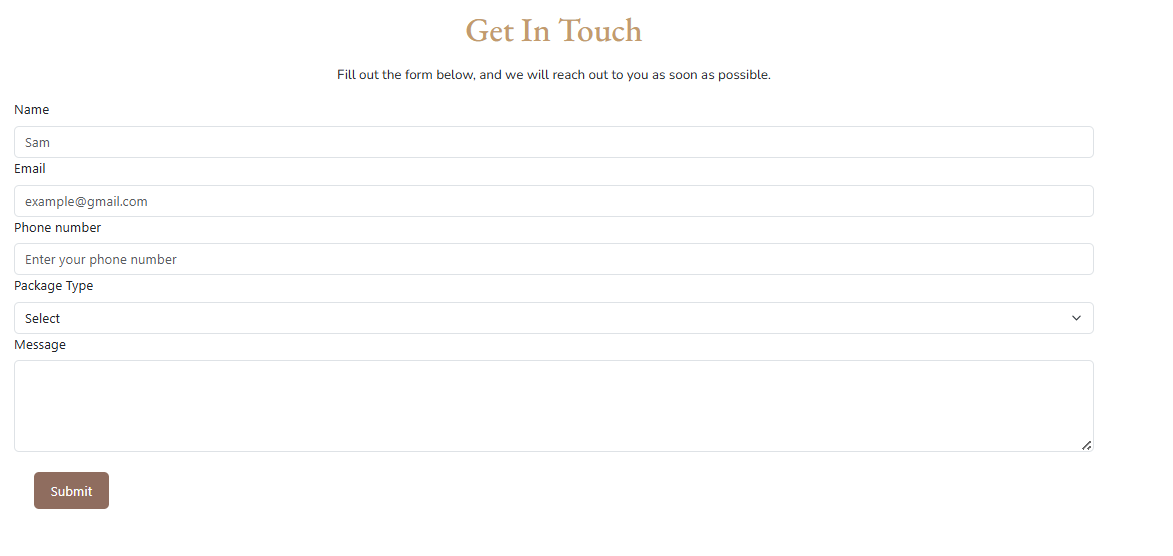 Get In Touch
Fill out the form below, and we will reach out to you as soon as possible.
Name
Sam
Email
example@gmail.com
Phone number
Enter your phone number
Package Type
Select
Message
Submit